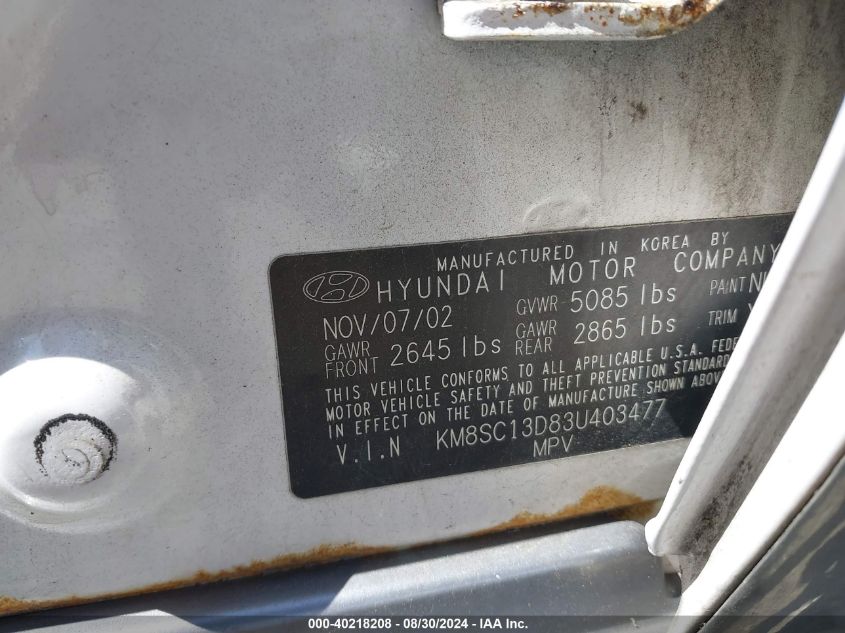 MANUFACTURED IN KOREA BY
HYUNDAI MOTOR COMPANY
NOV/07/02 GVWR 5085 lbs PAINT
GAWR FRONT 2645 lbs GAWR REAR 2865 lbs TRIM
THIS VEHICLE CONFORMS TO ALL APPLICABLE U.S.A.
MOTOR VEHICLE SAFETY AND THEFT PREVENTION STANDARD
IN EFFECT ON THE DATE OF MANUFACTURE SHOWN ABOV
V.I.N KM8SC13D83U403477
MPV
000-40218208 - 08/30/2024 - IAA Inc.